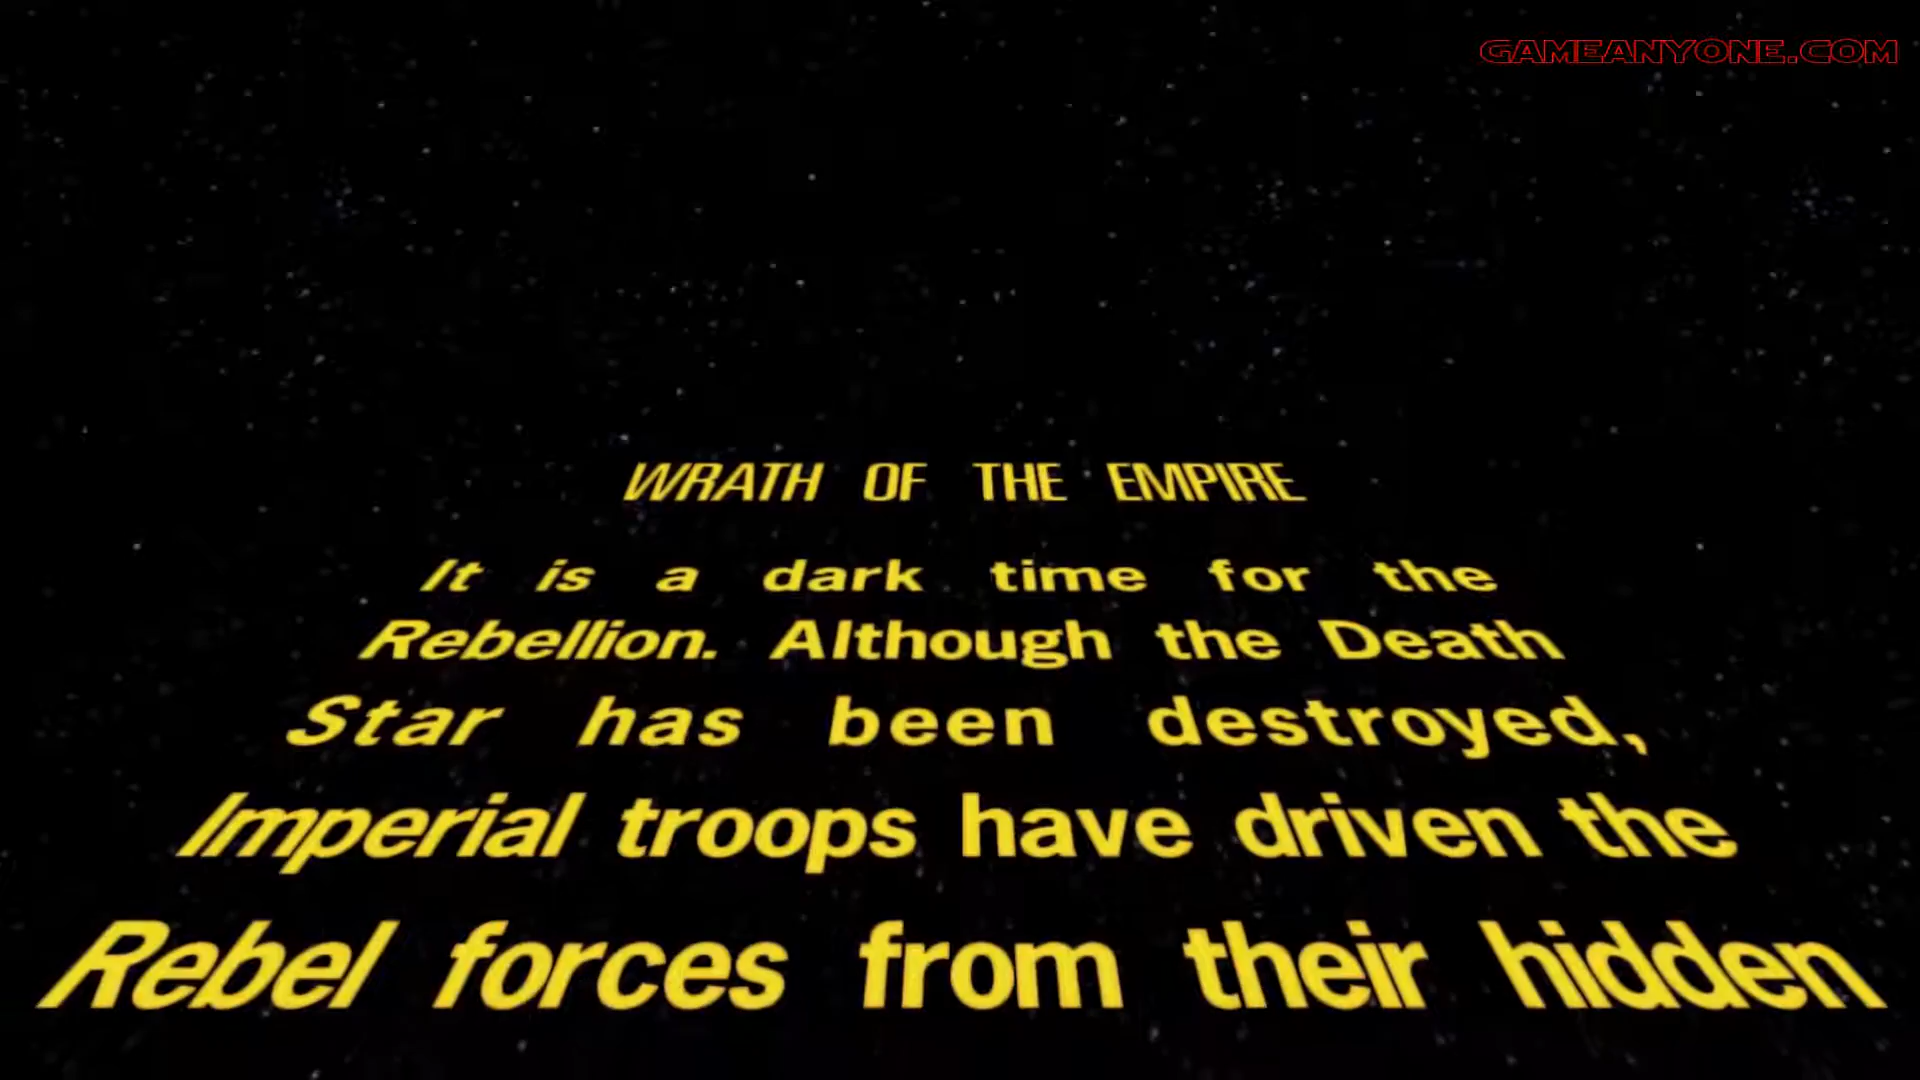 GAMEANYONE.COM
WRATH OF THE EMPIRE
It is a dark time for the
Rebellion. Although the Death
Star has been destroyed,
Imperial troops have driven the
Rebel forces from their hidden